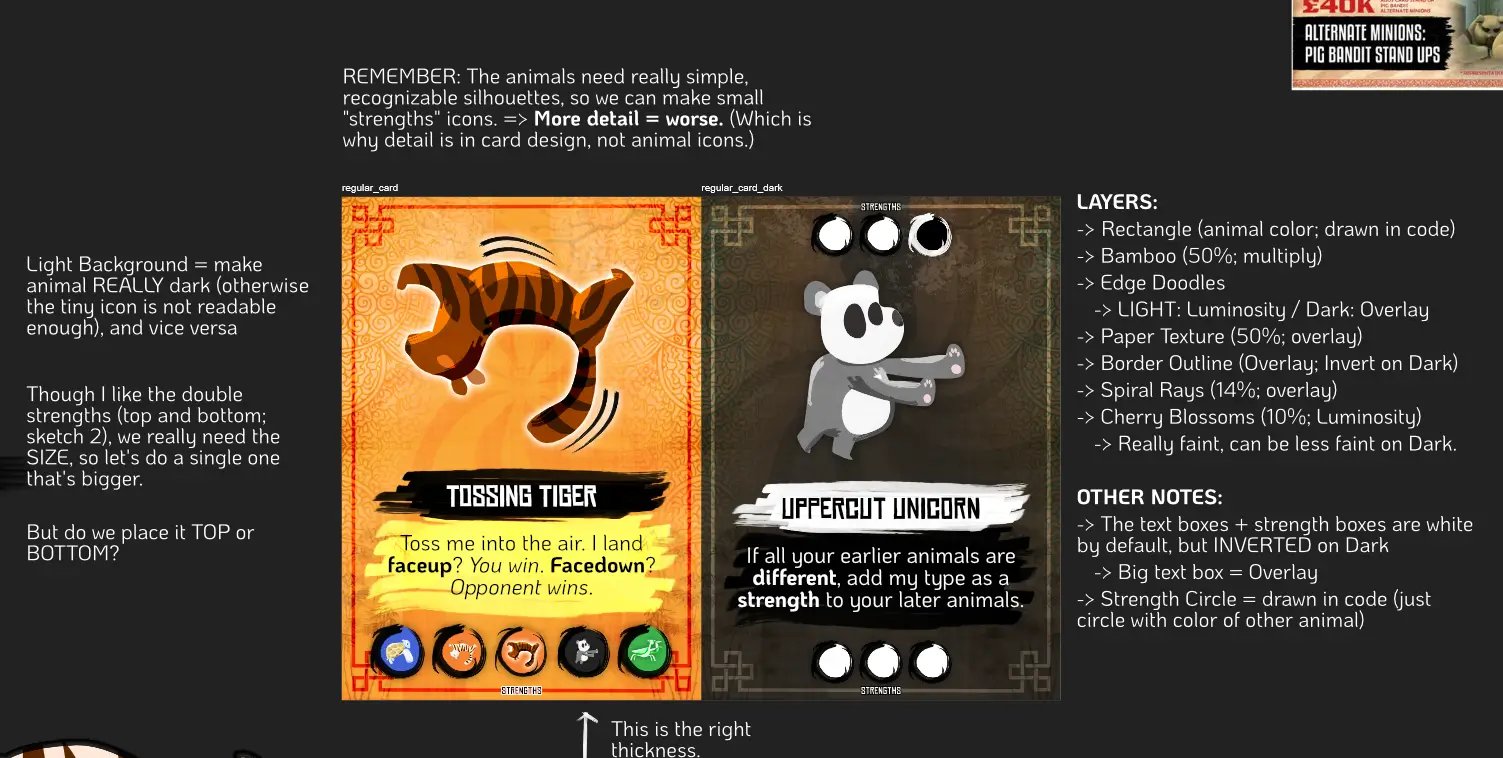 £40K
PIG BANDIT
ALTERNATE MINIONS
ALTERNATE MINIONS:
PIG BANDIT STAND UPS
REMEMBER: The animals need really simple,
recognizable silhouettes, so we can make small
"strengths" icons. => More detail = worse. (Which is
why detail is in card design, not animal icons.)
regular_card
regular_card_dark
Light Background = make
animal REALLY dark (otherwise
the tiny icon is not readable
enough), and vice versa
Though I like the double
strengths (top and bottom;
sketch 2), we really need the
SIZE, so let's do a single one
that's bigger.
But do we place it TOP or
BOTTOM?
TOSSING TIGER
Toss me into the air. I land
faceup? You win. Facedown?
Opponent wins.
STRENGTHS
STRENGTHS
UPPERCUT UNICORN
If all your earlier animals are
different, add my type as a
strength to your later animals.
STRENGTHS
LAYERS:
-> Rectangle (animal color; drawn in code)
-> Bamboo (50%; multiply)
-> Edge Doodles
-> LIGHT: Luminosity / Dark: Overlay
-> Paper Texture (50%; overlay)
-> Border Outline (Overlay; Invert on Dark)
-> Spiral Rays (14%; overlay)
-> Cherry Blossoms (10%; Luminosity)
-> Really faint, can be less faint on Dark.
OTHER NOTES:
-> The text boxes + strength boxes are white
by default, but INVERTED on Dark
-> Big text box = Overlay
-> Strength Circle = drawn in code (just
circle with color of other animal)
This is the right
thickness.